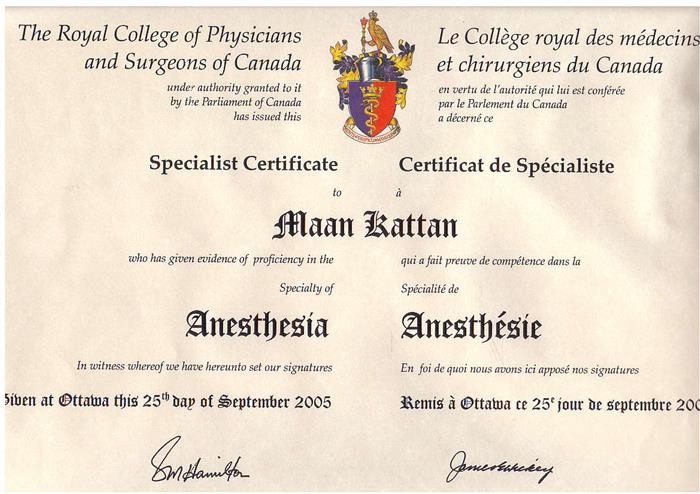 The Royal College of Physicians
and Surgeons of Canada
under authority granted to it
by the Parliament of Canada
has issued this
Le Collège royal des médecins
et chirurgiens du Canada
en vertu de l'autorité qui lui est conférée
par le Parlement du Canada
a décerné ce
Specialist Certificate
Certificat de Spécialiste
to
à
Maan Kattan
who has given evidence of proficiency in the
qui a fait preuve de compétence dans la
Specialty of
Spécialité de
Anesthesia
Anesthésie
In witness whereof we have hereunto set our signatures
En foi de quoi nous avons ici apposé nos signatures
Given at Ottawa this 25th day of September 2005
Remis à Ottawa ce 25e jour de septembre 200